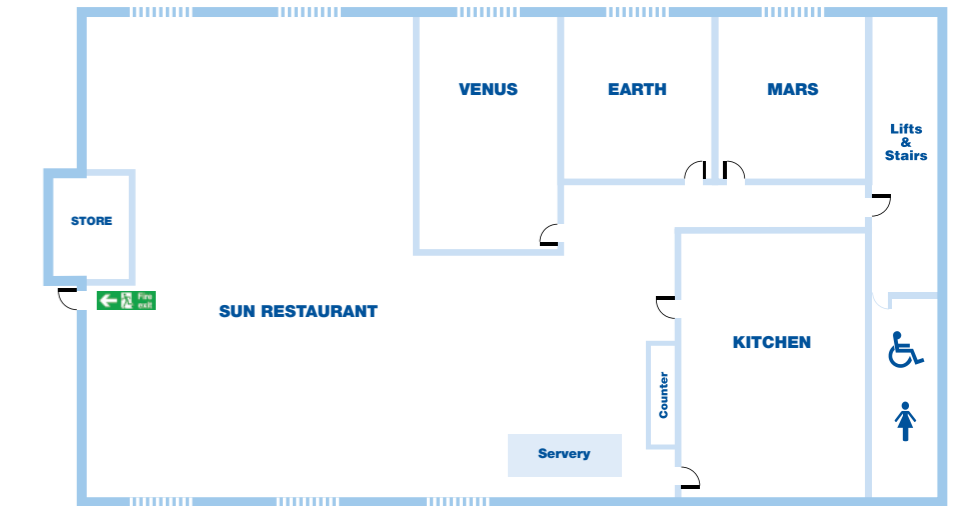 VENUS
EARTH
MARS
Lifts
&
Stairs
STORE
Fire
exit
SUN RESTAURANT
KITCHEN
Counter
Servery